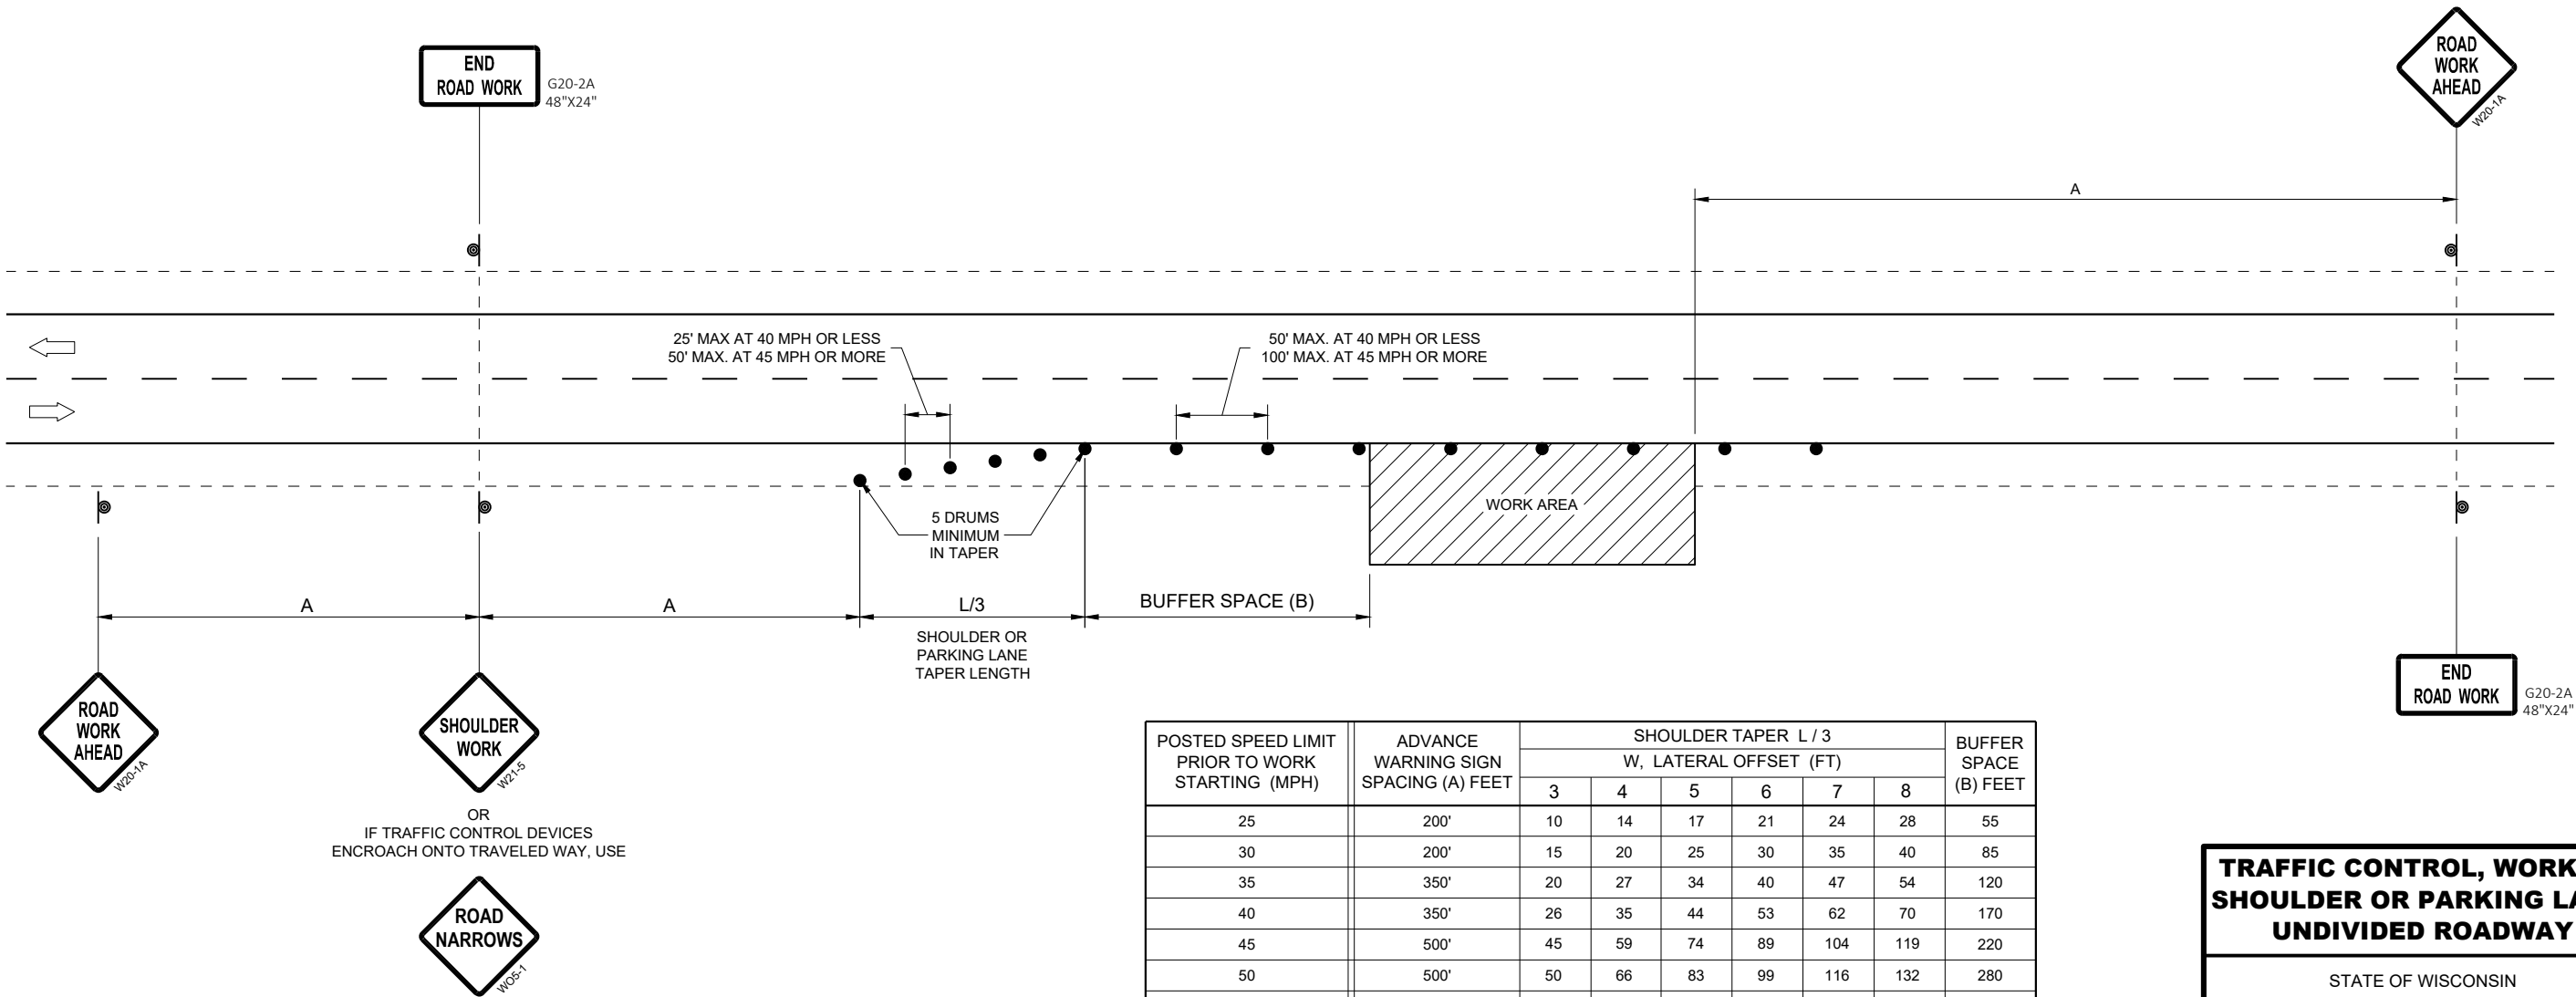 END
ROAD WORK
G20-2A
48"X24"
ROAD
WORK
AHEAD
W20-1A
A
25' MAX AT 40 MPH OR LESS
50' MAX. AT 45 MPH OR MORE
50' MAX. AT 40 MPH OR LESS
100' MAX. AT 45 MPH OR MORE
5 DRUMS
MINIMUM
IN TAPER
WORK AREA
A
A
L/3
BUFFER SPACE (B)
SHOULDER OR
PARKING LANE
TAPER LENGTH
ROAD
WORK
AHEAD
W20-1A
SHOULDER
WORK
W21-5
OR
IF TRAFFIC CONTROL DEVICES
ENCROACH ONTO TRAVELED WAY, USE
ROAD
NARROWS
WO5-1
END
ROAD WORK
G20-2A
48"X24"
POSTED SPEED LIMIT
PRIOR TO WORK
STARTING (MPH)
ADVANCE
WARNING SIGN
SPACING (A) FEET
SHOULDER TAPER L / 3
W, LATERAL OFFSET (FT)
3 4 5 6 7 8
BUFFER
SPACE
(B) FEET
25 200' 10 14 17 21 24 28 55
30 200' 15 20 25 30 35 40 85
35 350' 20 27 34 40 47 54 120
40 350' 26 35 44 53 62 70 170
45 500' 45 59 74 89 104 119 220
50 500' 50 66 83 99 116 132 280
TRAFFIC CONTROL, WORK
SHOULDER OR PARKING LA
UNDIVIDED ROADWAY
STATE OF WISCONSIN